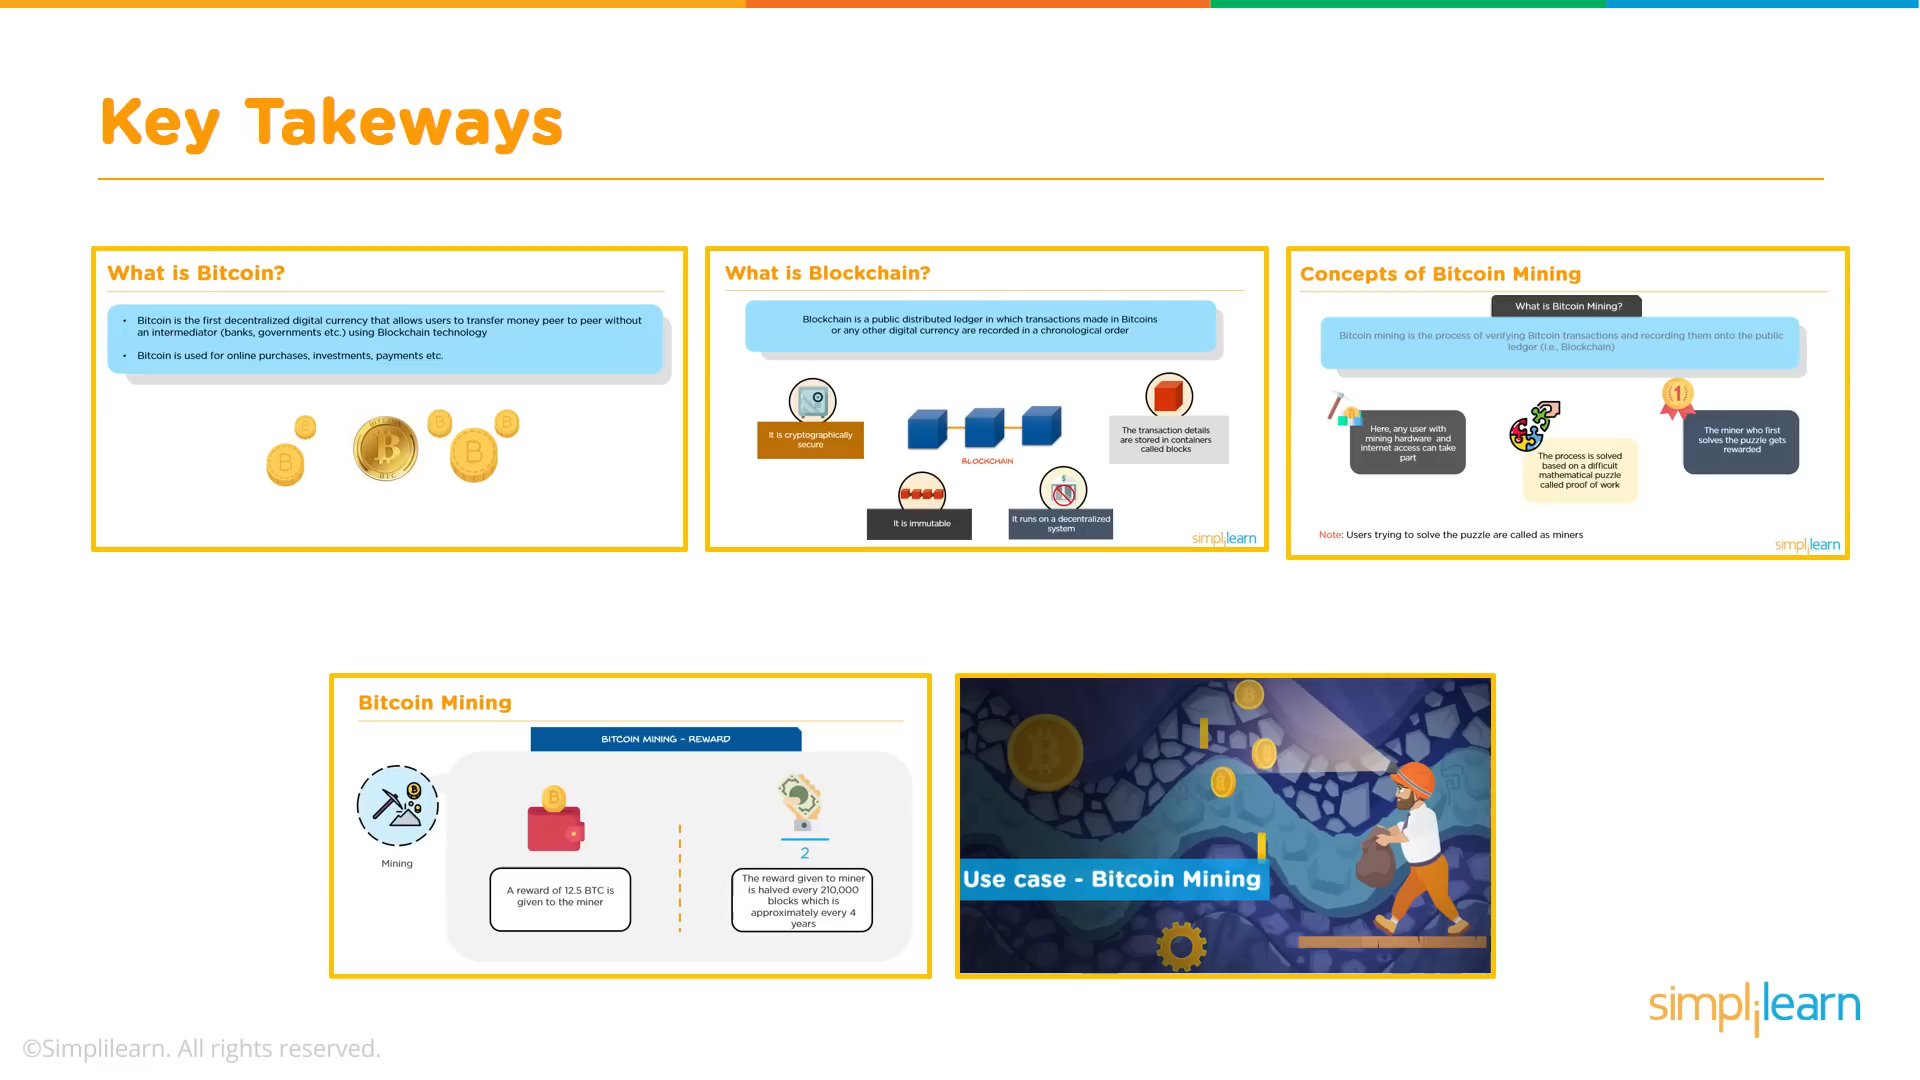 Key Takeways
What is Bitcoin?
• Bitcoin is the first decentralized digital currency that allows users to transfer money peer to peer without
an intermediator (banks, governments etc.) using Blockchain technology
• Bitcoin is used for online purchases, investments, payments etc.
BITCOIN
BTC
What is Blockchain?
Blockchain is a public distributed ledger in which transactions made in Bitcoins
or any other digital currency are recorded in a chronological order
It is cryptographically
secure
BLOCKCHAIN
The transaction details
are stored in containers
called blocks
It is immutable
It runs on a decentralized
system
simplilearn
Concepts of Bitcoin Mining
What is Bitcoin Mining?
Bitcoin mining is the process of verifying Bitcoin transactions and recording them onto the public
ledger (i.e., Blockchain)
Here, any user with
mining hardware and
internet access can take
part
The process is solved
based on a difficult
mathematical puzzle
called proof of work
1
The miner who first
solves the puzzle gets
rewarded
Note: Users trying to solve the puzzle are called as miners
simplilearn
Bitcoin Mining
BITCOIN MINING - REWARD
Mining
A reward of 12.5 BTC is
given to the miner
2
The reward given to miner
is halved every 210,000
blocks which is
approximately every 4
years
Use case - Bitcoin Mining
simplilearn
©Simplilearn. All rights reserved.